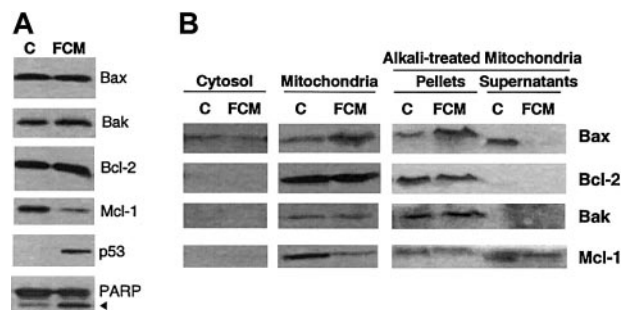 A
C FCM
Bax
Bak
Bcl-2
Mcl-1
p53
PARP
B
Alkali-treated Mitochondria
Cytosol Mitochondria Pellets Supernatants
C FCM C FCM C FCM C FCM
Bax
Bcl-2
Bak
Mcl-1